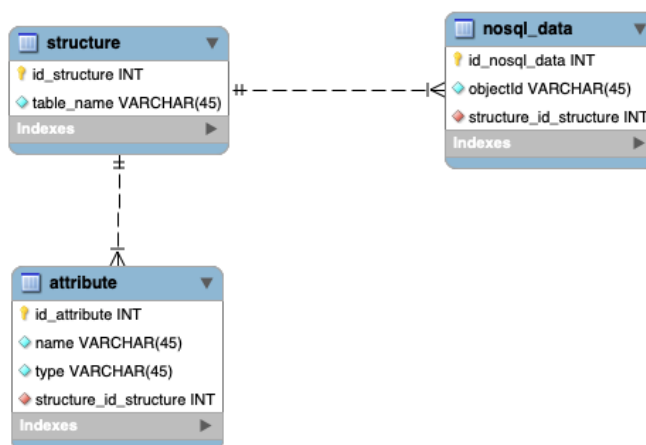 structure
id_structure INT
table_name VARCHAR(45)
Indexes
nosql_data
id_nosql_data INT
objectId VARCHAR(45)
structure_id_structure INT
Indexes
attribute
id_attribute INT
name VARCHAR(45)
type VARCHAR(45)
structure_id_structure INT
Indexes